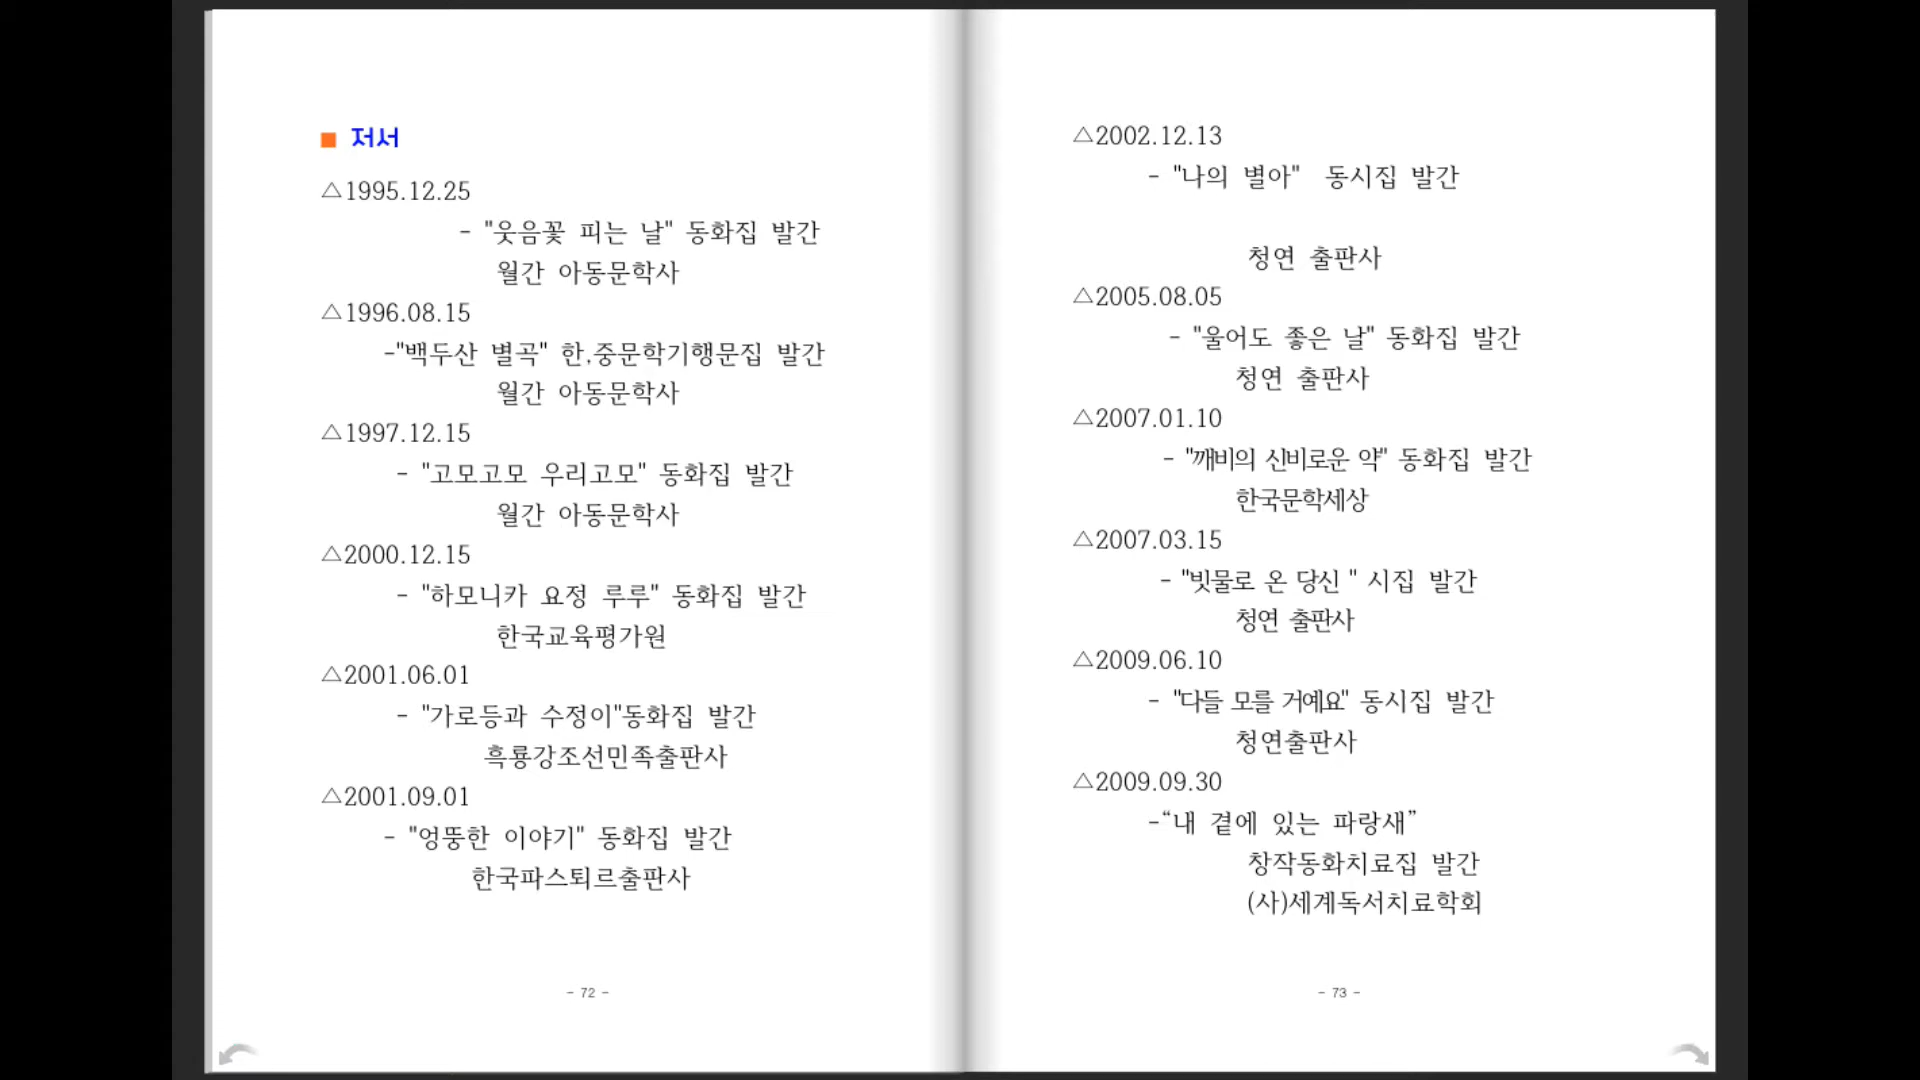 ■ 저서
△1995.12.25
- "웃음꽃 피는 날" 동화집 발간
월간 아동문학사
△1996.08.15
-"백두산 별곡" 한.중문학기행문집 발간
월간 아동문학사
△1997.12.15
- "고모고모 우리고모" 동화집 발간
월간 아동문학사
△2000.12.15
- "하모니카 요정 루루" 동화집 발간
한국교육평가원
△2001.06.01
- "가로등과 수정이"동화집 발간
흑룡강조선민족출판사
△2001.09.01
- "엉뚱한 이야기" 동화집 발간
한국파스퇴르출판사
- 72 -
△2002.12.13
- "나의 별아" 동시집 발간
청연 출판사
△2005.08.05
- "울어도 좋은 날" 동화집 발간
청연 출판사
△2007.01.10
- "깨비의 신비로운 약" 동화집 발간
한국문학세상
△2007.03.15
- "빗물로 온 당신 " 시집 발간
청연 출판사
△2009.06.10
- "다들 모를 거예요" 동시집 발간
청연출판사
△2009.09.30
-“내 곁에 있는 파랑새”
창작동화치료집 발간
(사)세계독서치료학회
- 73 -